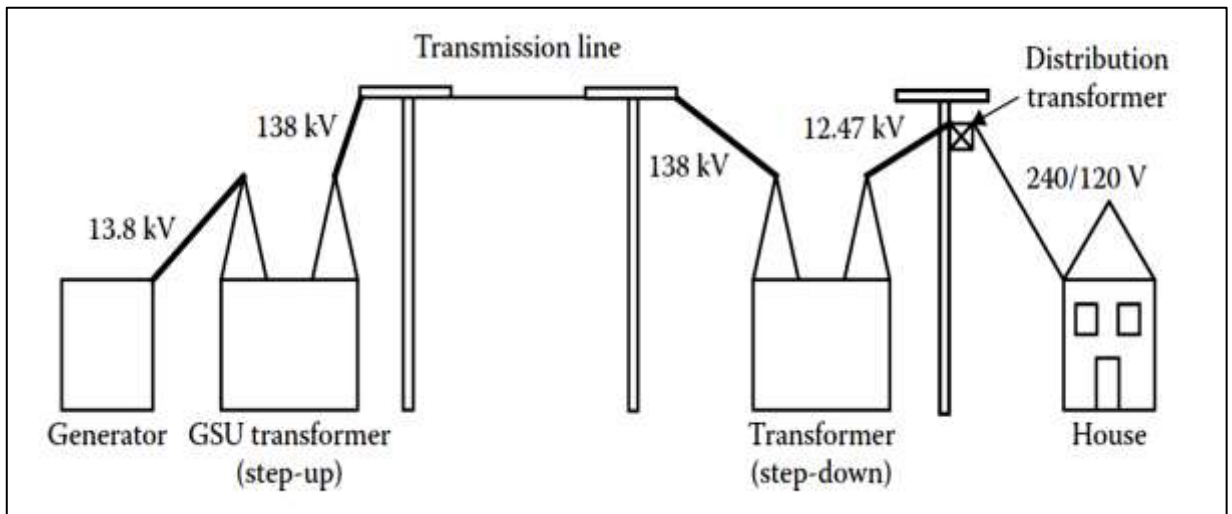 Transmission line
Distribution
transformer
138 kV
12.47 kV
138 kV
240/120 V
13.8 kV
Generator
GSU transformer
(step-up)
Transformer
(step-down)
House